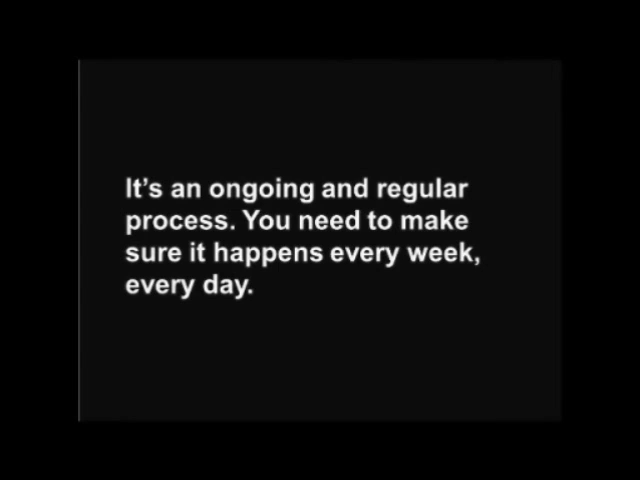 It’s an ongoing and regular
process. You need to make
sure it happens every week,
every day.